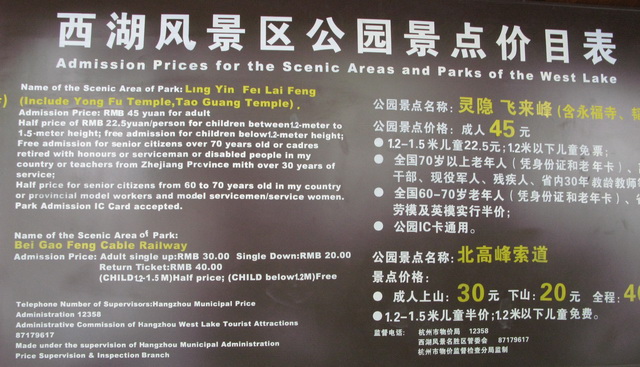 西湖风景区公园景点价目表
Admission Prices for the Scenic Areas and Parks of the West Lake
Name of the Scenic Area of Park: Ling Yin Fei Lai Feng
(Include Yong Fu Temple,Tao Guang Temple) .
Admission Price: RMB 45 yuan for adult
Half price of RMB 22.5yuan/person for children between1.2-meter to
1.5-meter height; free admission for children below1.2-meter height;
Free admission for senior citizens over 70 years old or cadres
retired with honours or serviceman or disabled people in my
country or teachers from Zhejiang Prcvince mith over 30 years of
service;
Half price for senior citizens from 60 to 70 years old in my country
or provincial model workers and model servicemen/service women.
Park Admission IC Card accepted.
Name of the Scenic Area of Park:
Bei Gao Feng Cable Railway
Admission Price: Adult single up:RMB 30.00 Single Down:RMB 20.00
Return Ticket:RMB 40.00
(CHILD1.2-1.5M)Half price; (CHILD below1.2M)Free
Telephone Number of Supervisors:Hangzhou Municipal Price
Administration 12358
Administrative Commission of Hangzhou West Lake Tourist Attractions
87179617
Made under the supervision of Hangzhou Municipal Administration
Price Supervision & Inspection Branch
公园景点名称: 灵隐 飞来峰 (含永福寺、
公园景点价格: 成人 45 元
● 1.2-1.5米儿童22.5元;1.2米以下儿童免票;
● 全国70岁以上老年人（凭身份证和老年卡）、
干部、现役军人、残疾人、省内30年教龄教师
● 全国60-70岁老年人（凭身份证和老年卡）、省
劳模及英模实行半价;
● 公园IC卡通用。
公园景点名称: 北高峰索道
景点价格:
● 成人上山: 30 元 下山: 20 元 全程: 40
● 1.2-1.5米儿童半价;1.2米以下儿童免费。
监督电话: 杭州市物价局 12358
西湖风景名胜区管委会 87179617
杭州市物价监督检查分局监制